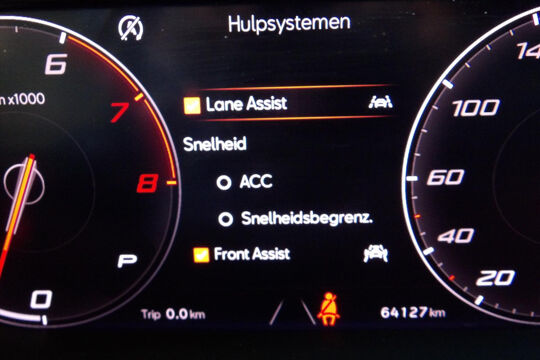 Hulpsystemen
6
n x1000
7
8
P
0
Lane Assist
Snelheid
ACC
Snelheidsbegrenz.
Front Assist
Trip 0.0 km
64127 km
14
100
60
40
20